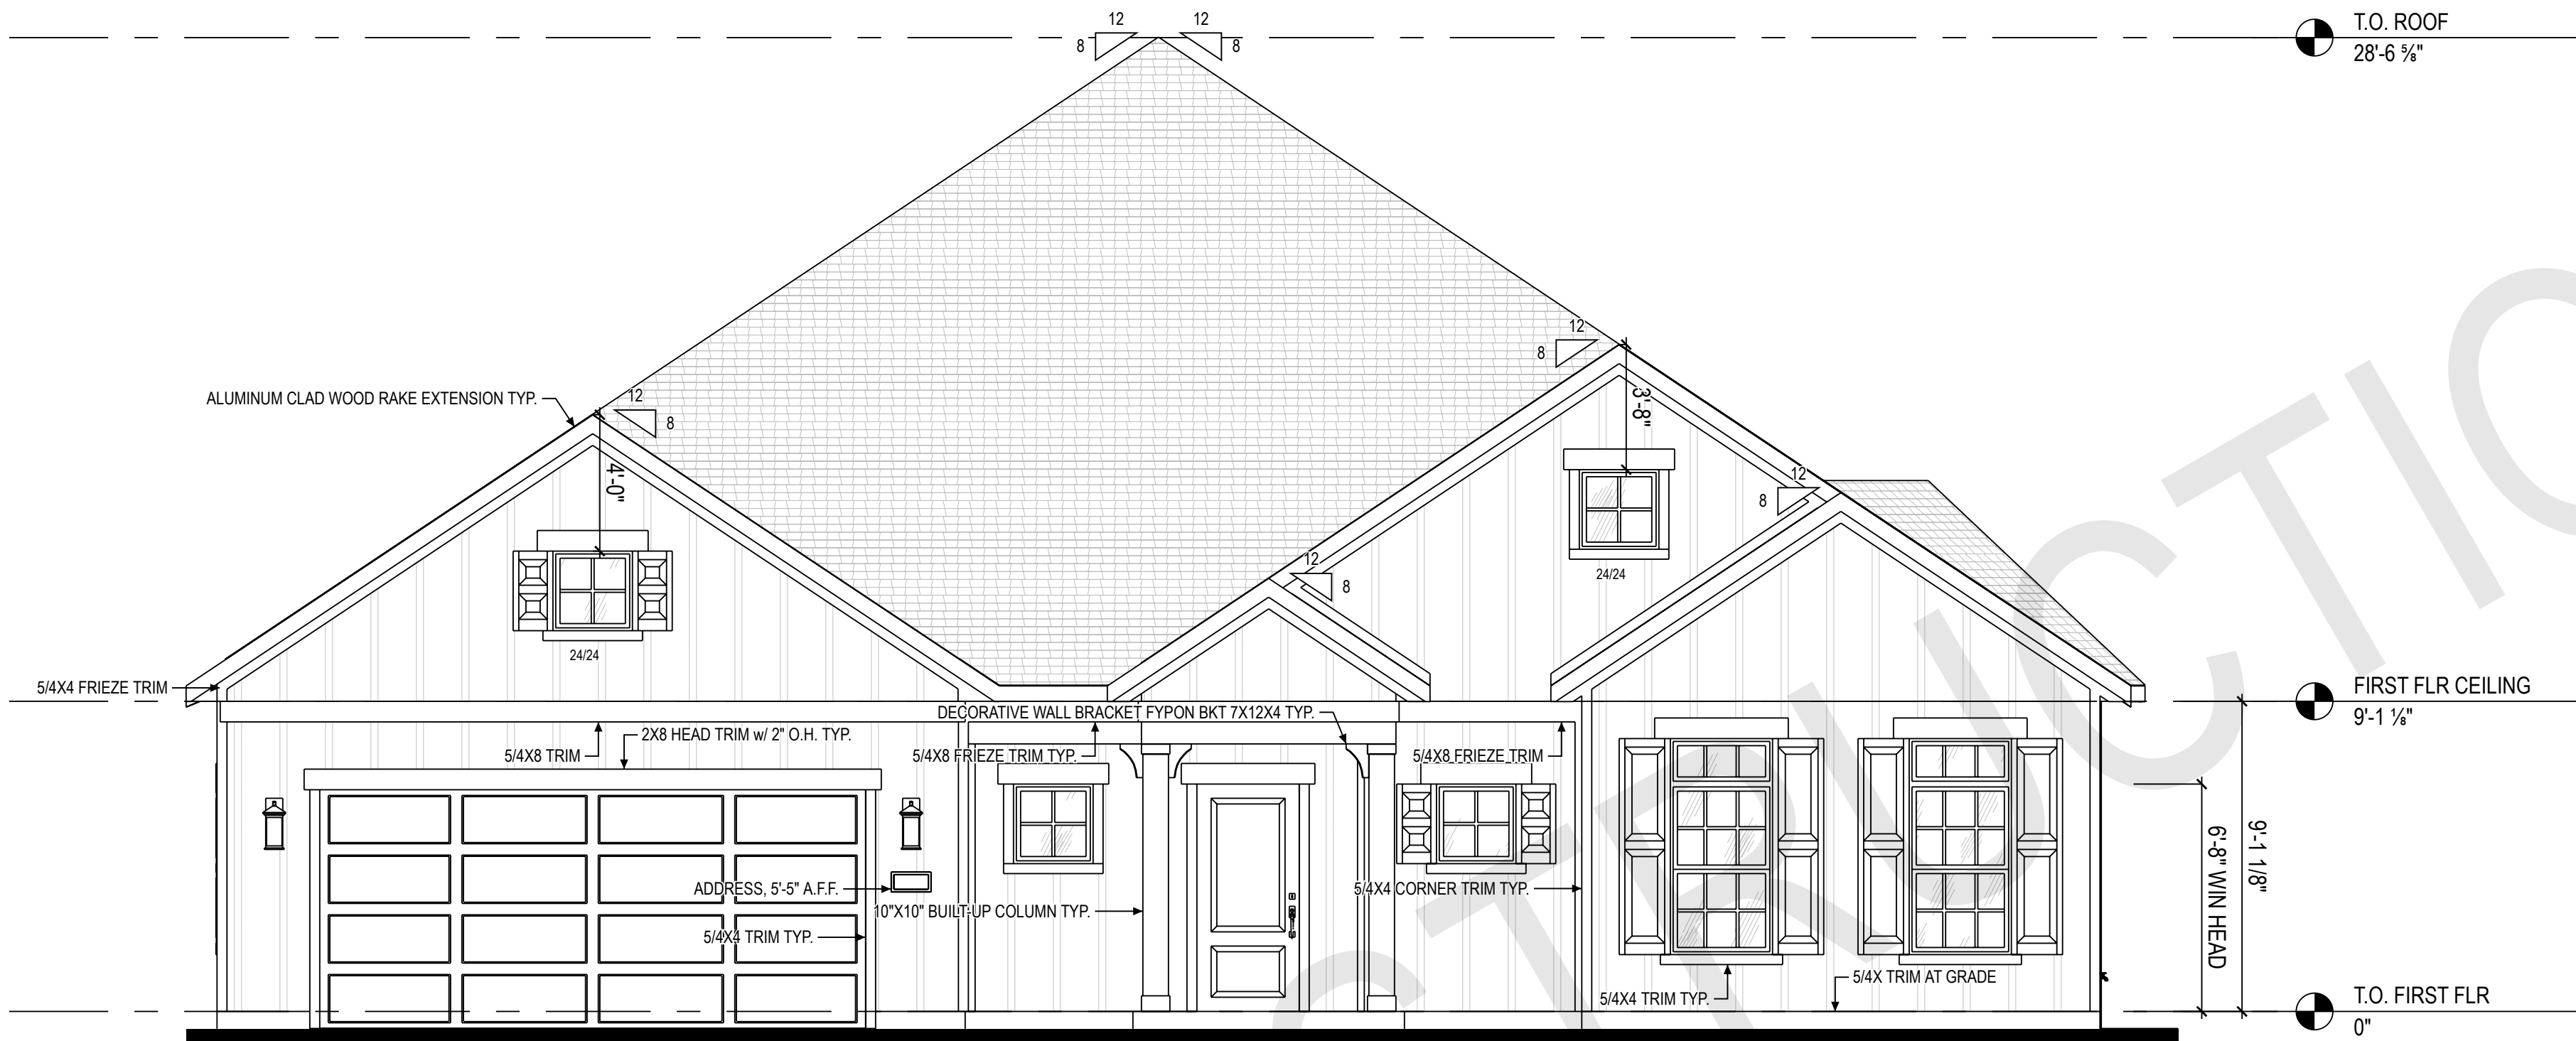 12 12
8 8
T.O. ROOF
28'-6 ⅝"
12
8
ALUMINUM CLAD WOOD RAKE EXTENSION TYP.
12
8
3'-8"
4'-0"
12
8
12
8
24/24
24/24
5/4X4 FRIEZE TRIM
FIRST FLR CEILING
9'-1 ⅛"
DECORATIVE WALL BRACKET FYPON BKT 7X12X4 TYP.
2X8 HEAD TRIM w/ 2" O.H. TYP.
5/4X8 TRIM
5/4X8 FRIEZE TRIM TYP.
5/4X8 FRIEZE TRIM
6'-8" WIN HEAD
9'-1 1/8"
ADDRESS, 5'-5" A.F.F.
5/4X4 CORNER TRIM TYP.
10"X10" BUILT-UP COLUMN TYP.
5/4X4 TRIM TYP.
5/4X TRIM AT GRADE
5/4X4 TRIM TYP.
T.O. FIRST FLR
0"
CTRUCTIO